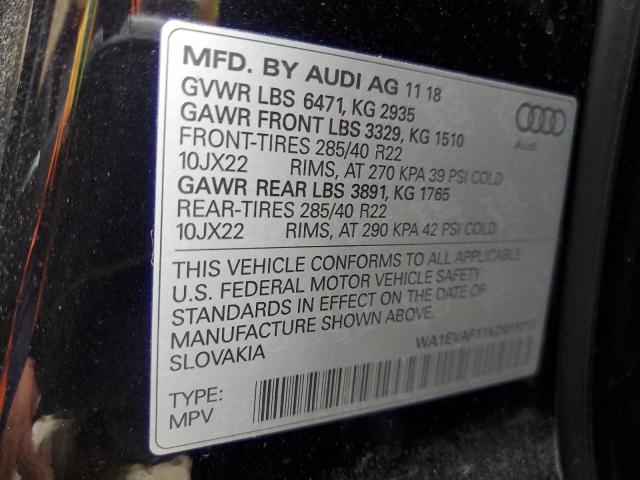 MFD. BY AUDI AG 11 18
GVWR LBS 6471, KG 2935
GAWR FRONT LBS 3329, KG 1510
FRONT-TIRES 285/40 R22
10JX22 RIMS, AT 270 KPA 39 PSI COLD
GAWR REAR LBS 3891, KG 1765
REAR-TIRES 285/40 R22
10JX22 RIMS, AT 290 KPA 42 PSI COLD
Audi
THIS VEHICLE CONFORMS TO ALL APPLICABLE
U.S. FEDERAL MOTOR VEHICLE SAFETY
STANDARDS IN EFFECT ON THE DATE OF
MANUFACTURE SHOWN ABOVE.
SLOVAKIA
TYPE:
MPV